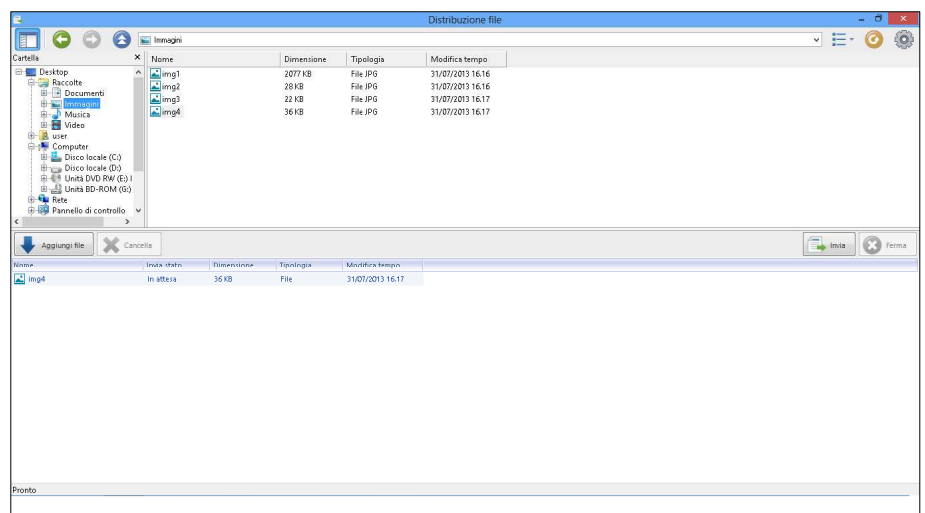 Distribuzione file
Immagini
Cartella
Nome Dimensione Tipologia Modifica tempo
img1 2077 KB File JPG 31/07/2013 16.16
img2 28 KB File JPG 31/07/2013 16.16
img3 22 KB File JPG 31/07/2013 16.17
img4 36 KB File JPG 31/07/2013 16.17
Desktop
Raccolte
Documenti
Immagini
Musica
Video
user
Computer
Disco locale (C:)
Disco locale (D:)
Unità DVD RW (E:) I
Unità BD-ROM (G:)
Rete
Pannello di controllo
Aggiungi file Cancella Invia Ferma
Nome Invia stato Dimensione Tipologia Modifica tempo
img4 In attesa 36 KB File 31/07/2013 16.17
Pronto